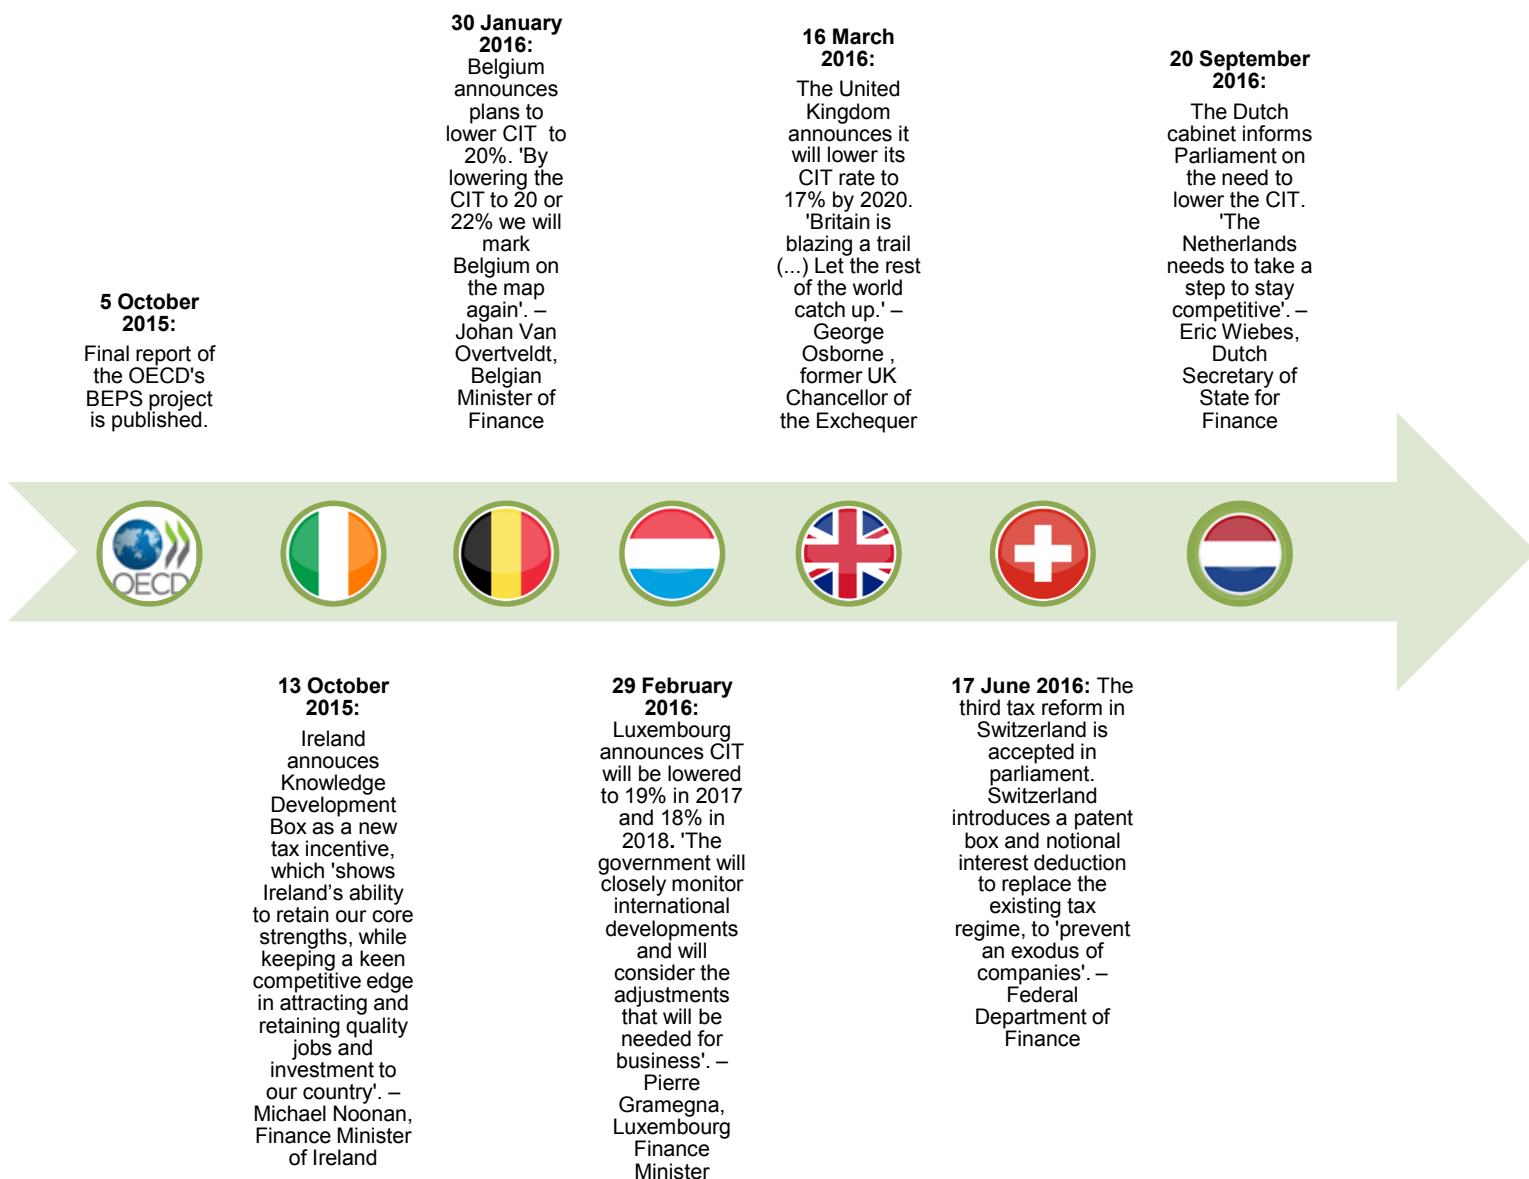 5 October
2015:
Final report of
the OECD's
BEPS project
is published.
30 January
2016:
Belgium
announces
plans to
lower CIT to
20%. 'By
lowering the
CIT to 20 or
22% we will
mark
Belgium on
the map
again'. –
Johan Van
Overtveldt,
Belgian
Minister of
Finance
16 March
2016:
The United
Kingdom
announces it
will lower its
CIT rate to
17% by 2020.
'Britain is
blazing a trail
(...) Let the rest
of the world
catch up.' –
George
Osborne ,
former UK
Chancellor of
the Exchequer
20 September
2016:
The Dutch
cabinet informs
Parliament on
the need to
lower the CIT.
'The
Netherlands
needs to take a
step to stay
competitive'. –
Eric Wiebes,
Dutch
Secretary of
State for
Finance
OECD
13 October
2015:
Ireland
annouces
Knowledge
Development
Box as a new
tax incentive,
which 'shows
Ireland’s ability
to retain our core
strengths, while
keeping a keen
competitive edge
in attracting and
retaining quality
jobs and
investment to
our country'. –
Michael Noonan,
Finance Minister
of Ireland
29 February
2016:
Luxembourg
announces CIT
will be lowered
to 19% in 2017
and 18% in
2018. 'The
government will
closely monitor
international
developments
and will
consider the
adjustments
that will be
needed for
business'. –
Pierre
Gramegna,
Luxembourg
Finance
Minister
17 June 2016: The
third tax reform in
Switzerland is
accepted in
parliament.
Switzerland
introduces a patent
box and notional
interest deduction
to replace the
existing tax
regime, to 'prevent
an exodus of
companies'. –
Federal
Department of
Finance